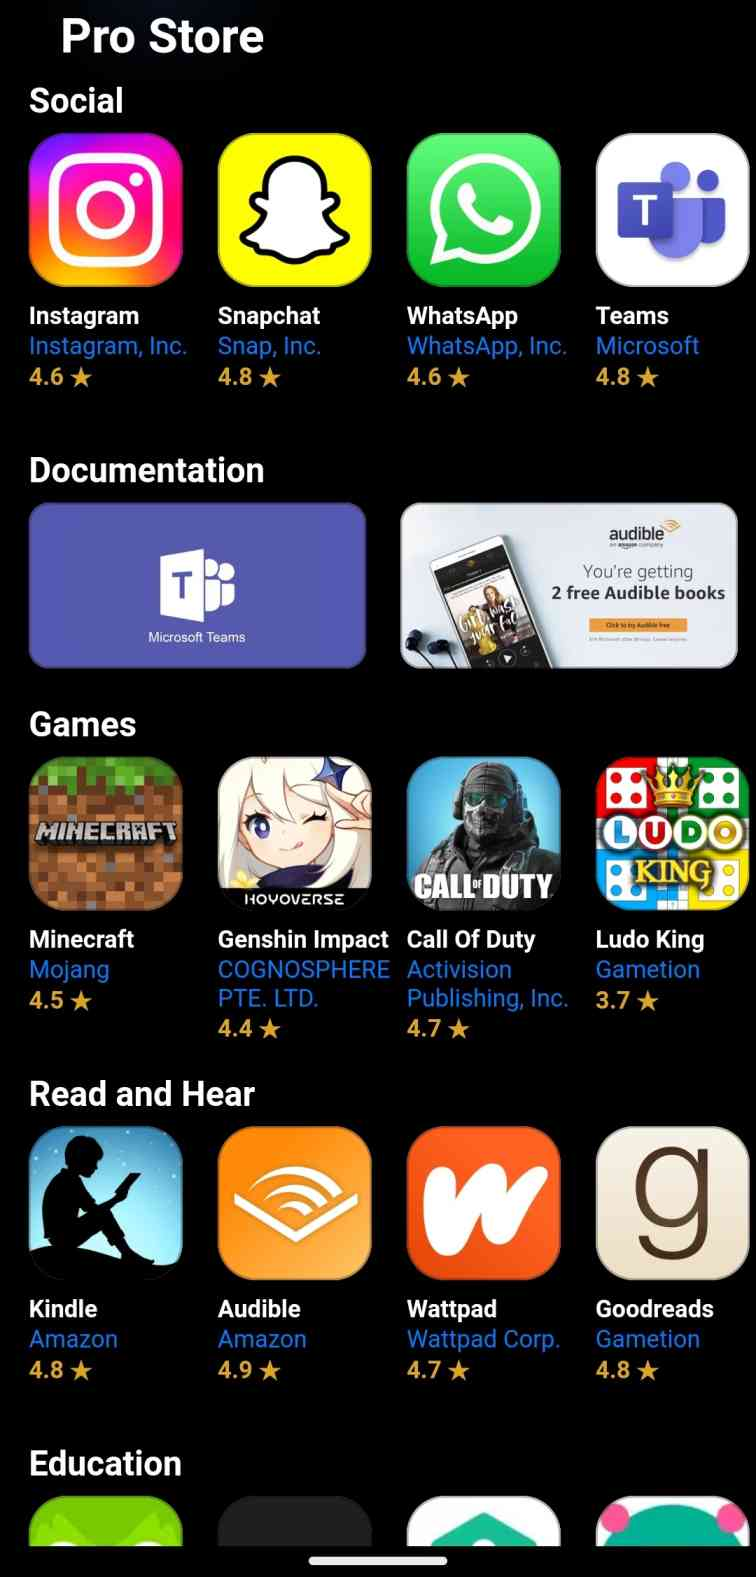 Pro Store
Social
Instagram
Instagram, Inc.
4.6 ★
Snapchat
Snap, Inc.
4.8 ★
WhatsApp
WhatsApp, Inc.
4.6 ★
T
Teams
Microsoft
4.8 ★
Documentation
T
Microsoft Teams
audible
an amazon company
You're getting
2 free Audible books
Click to try Audible free
Games
MINECRAFT
Minecraft
Mojang
4.5 ★
HOYOVERSE
Genshin Impact
COGNOSPHERE
PTE. LTD.
4.4 ★
CALL OF DUTY
Call Of Duty
Activision
Publishing, Inc.
4.7 ★
LUDO
KING
Ludo King
Gametion
3.7 ★
Read and Hear
Kindle
Amazon
4.8 ★
Audible
Amazon
4.9 ★
w
Wattpad
Wattpad Corp.
4.7 ★
g
Goodreads
Gametion
4.8 ★
Education